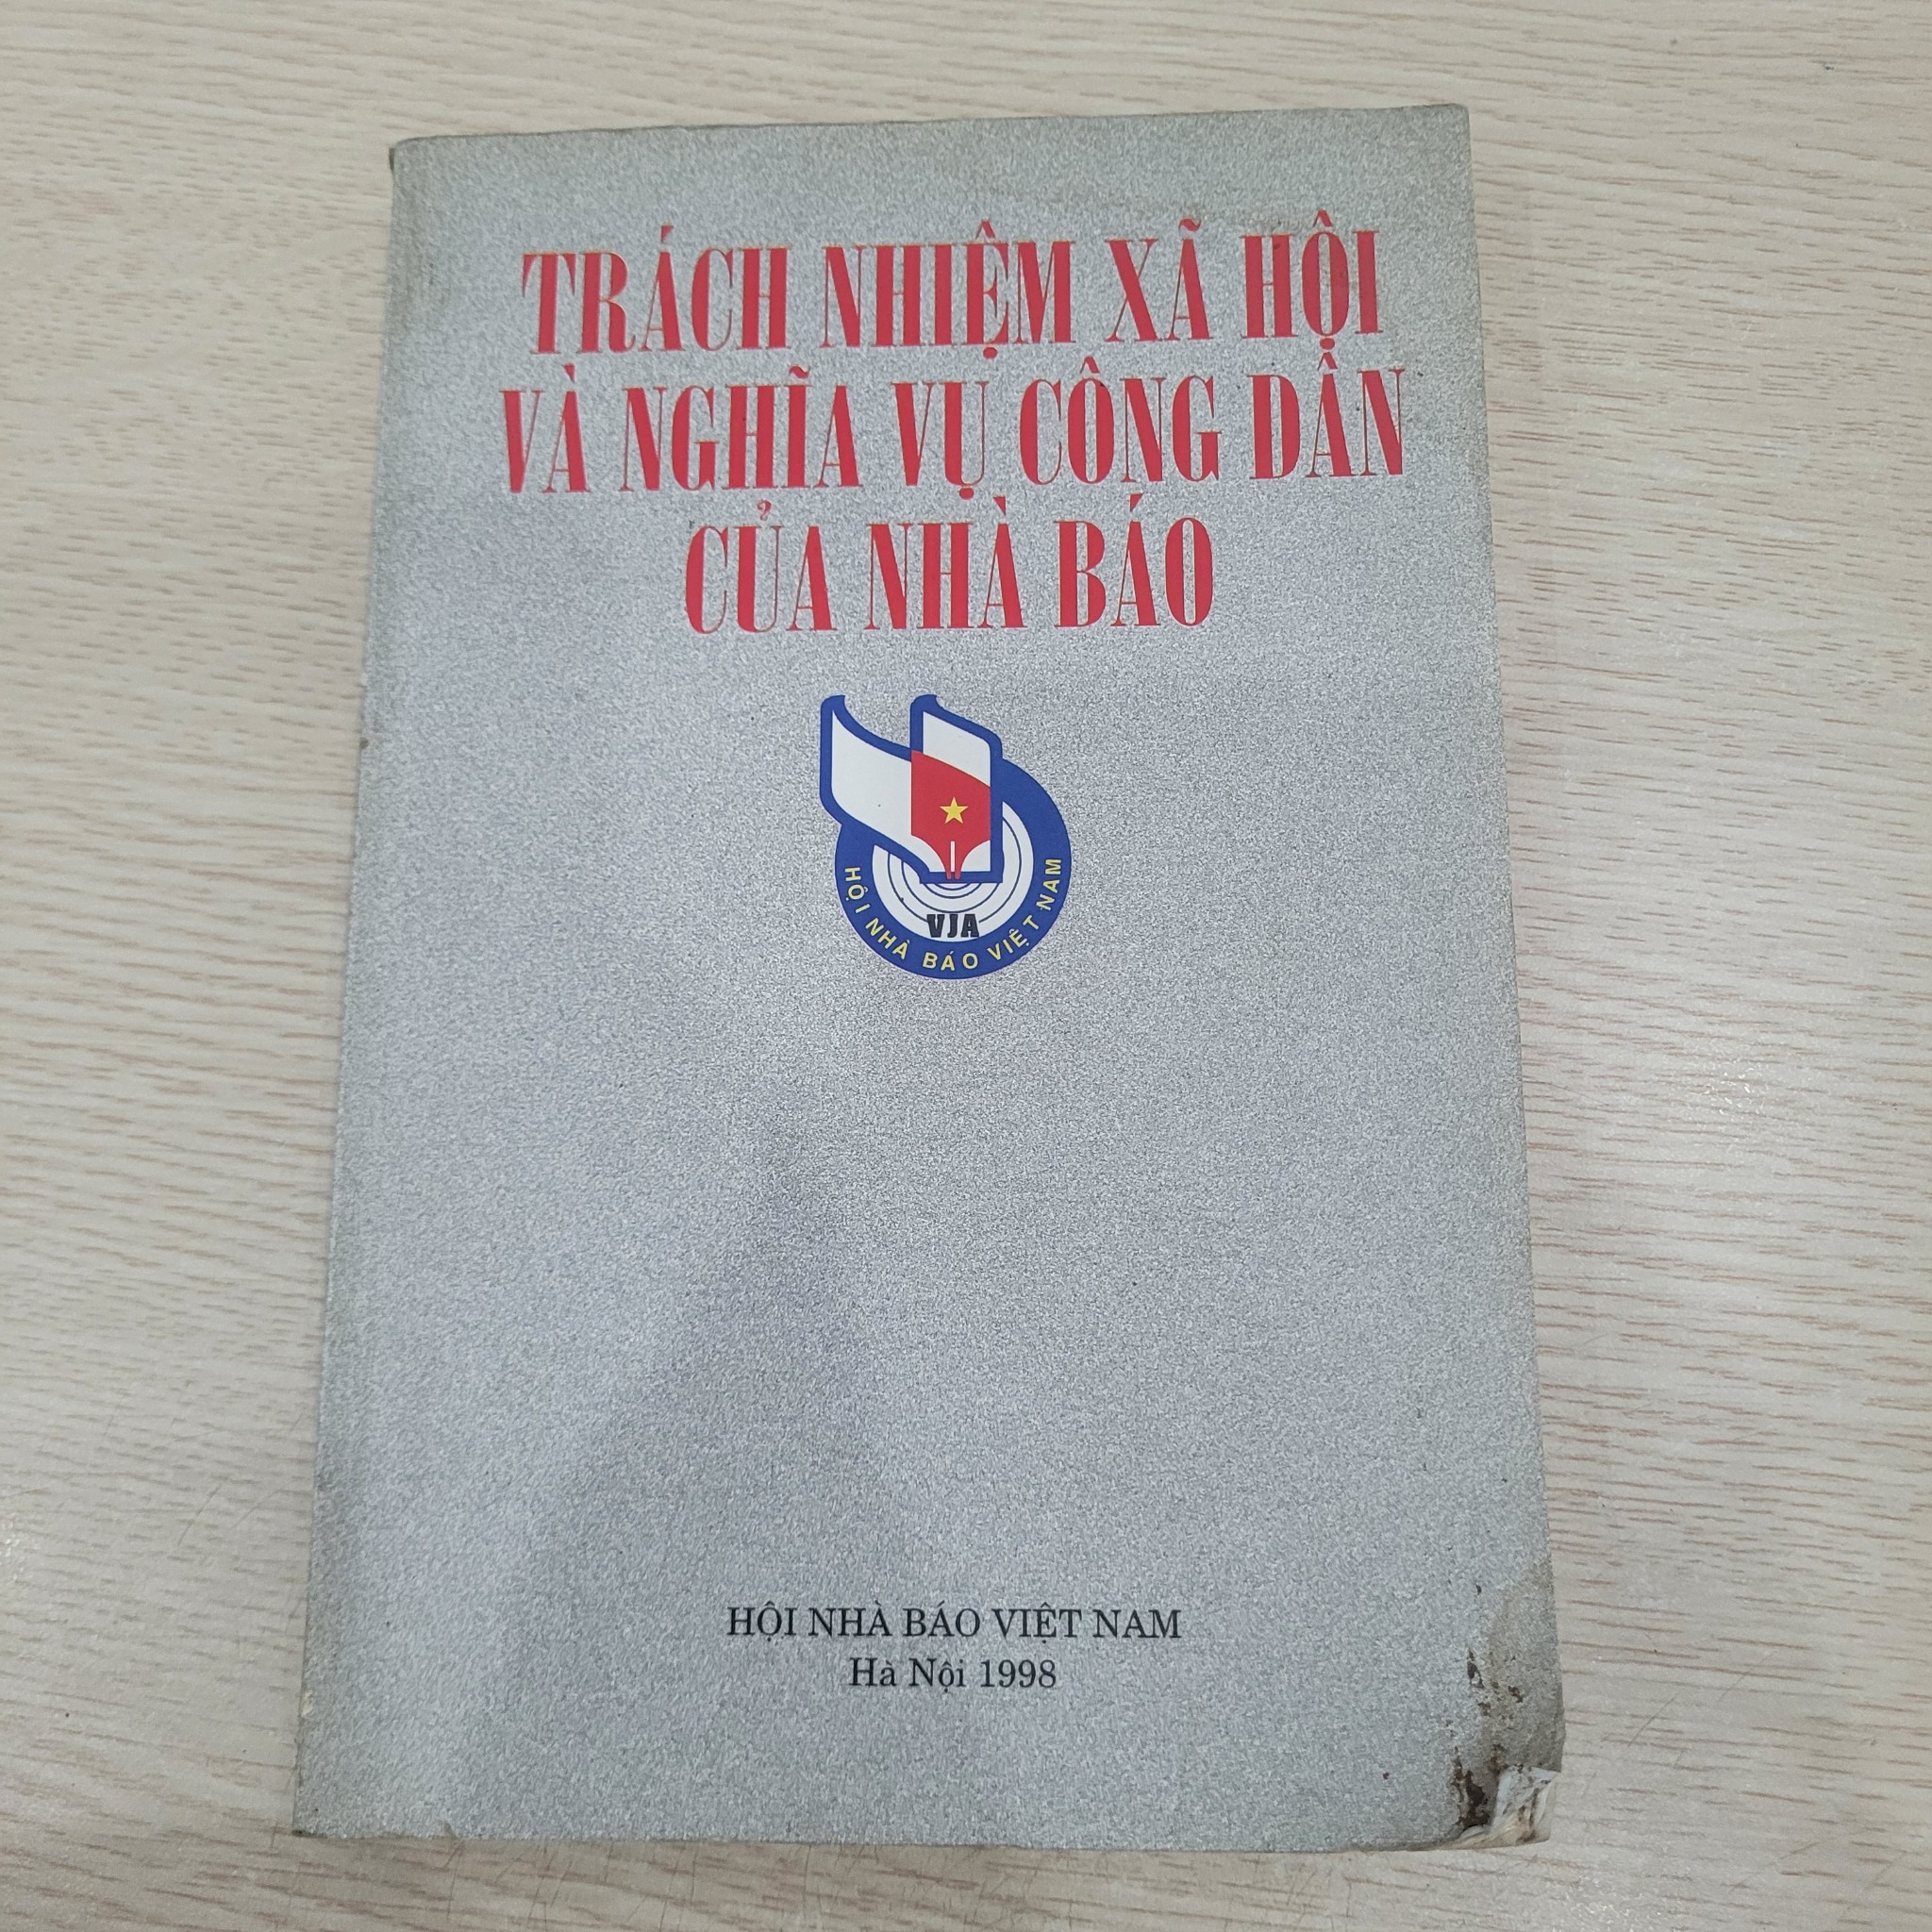 TRÁCH NHIỆM XÃ HỘI
VÀ NGHĨA VỤ CÔNG DÂN
CỦA NHÀ BÁO
VJA
HỘI NHÀ BÁO VIỆT NAM
HỘI NHÀ BÁO VIỆT NAM
Hà Nội 1998